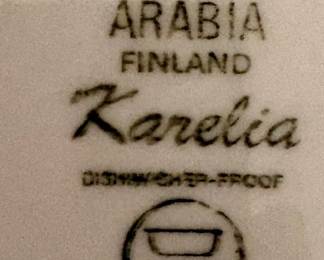 ARABIA
FINLAND
Karelia
DISHWASHER-PROOF